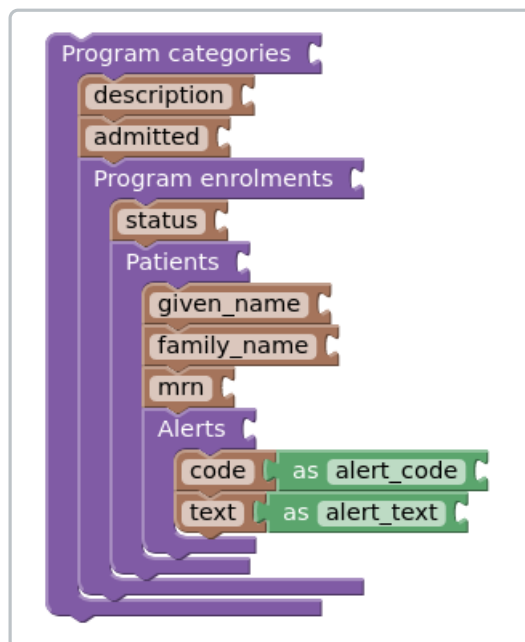 Program categories
description
admitted
Program enrolments
status
Patients
given_name
family_name
mrn
Alerts
code as alert_code
text as alert_text